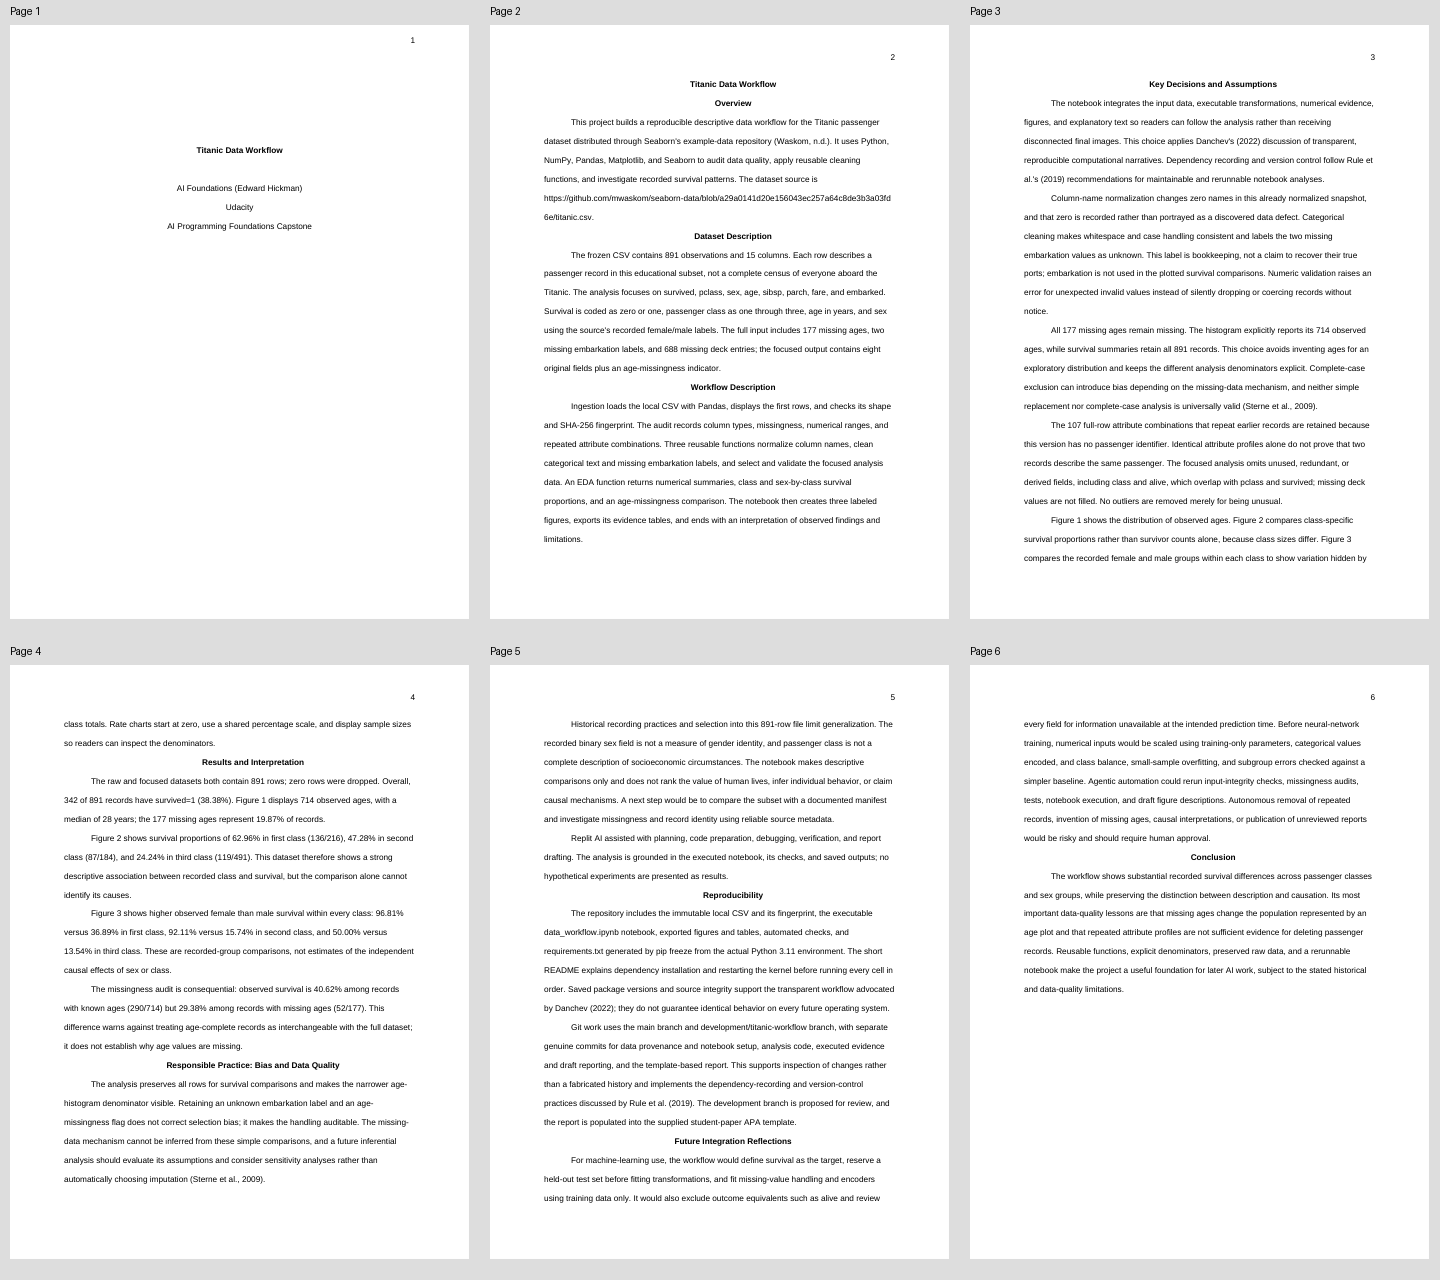 Page 1
1
Titanic Data Workflow
AI Foundations (Edward Hickman)
Udacity
AI Programming Foundations Capstone
Page 2
2
Titanic Data Workflow
Overview
This project builds a reproducible descriptive data workflow for the Titanic passenger
dataset distributed through Seaborn's example-data repository (Waskom, n.d.). It uses Python,
NumPy, Pandas, Matplotlib, and Seaborn to audit data quality, apply reusable cleaning
functions, and investigate recorded survival patterns. The dataset source is
https://github.com/mwaskom/seaborn-data/blob/a29a0141d20e156043ec257a64c8de3b3a03fd
6e/titanic.csv.
Dataset Description
The frozen CSV contains 891 observations and 15 columns. Each row describes a
passenger record in this educational subset, not a complete census of everyone aboard the
Titanic. The analysis focuses on survived, pclass, sex, age, sibsp, parch, fare, and embarked.
Survival is coded as zero or one, passenger class as one through three, age in years, and sex
using the source's recorded female/male labels. The full input includes 177 missing ages, two
missing embarkation labels, and 688 missing deck entries; the focused output contains eight
original fields plus an age-missingness indicator.
Workflow Description
Ingestion loads the local CSV with Pandas, displays the first rows, and checks its shape
and SHA-256 fingerprint. The audit records column types, missingness, numerical ranges, and
repeated attribute combinations. Three reusable functions normalize column names, clean
categorical text and missing embarkation labels, and select and validate the focused analysis
data. An EDA function returns numerical summaries, class and sex-by-class survival
proportions, and an age-missingness comparison. The notebook then creates three labeled
figures, exports its evidence tables, and ends with an interpretation of observed findings and
limitations.
Page 3
3
Key Decisions and Assumptions
The notebook integrates the input data, executable transformations, numerical evidence,
figures, and explanatory text so readers can follow the analysis rather than receiving
disconnected final images. This choice applies Danchev's (2022) discussion of transparent,
reproducible computational narratives. Dependency recording and version control follow Rule et
al.'s (2019) recommendations for maintainable and rerunnable notebook analyses.
Column-name normalization changes zero names in this already normalized snapshot,
and that zero is recorded rather than portrayed as a discovered data defect. Categorical
cleaning makes whitespace and case handling consistent and labels the two missing
embarkation values as unknown. This label is bookkeeping, not a claim to recover their true
ports; embarkation is not used in the plotted survival comparisons. Numeric validation raises an
error for unexpected invalid values instead of silently dropping or coercing records without
notice.
All 177 missing ages remain missing. The histogram explicitly reports its 714 observed
ages, while survival summaries retain all 891 records. This choice avoids inventing ages for an
exploratory distribution and keeps the different analysis denominators explicit. Complete-case
exclusion can introduce bias depending on the missing-data mechanism, and neither simple
replacement nor complete-case analysis is universally valid (Sterne et al., 2009).
The 107 full-row attribute combinations that repeat earlier records are retained because
this version has no passenger identifier. Identical attribute profiles alone do not prove that two
records describe the same passenger. The focused analysis omits unused, redundant, or
derived fields, including class and alive, which overlap with pclass and survived; missing deck
values are not filled. No outliers are removed merely for being unusual.
Figure 1 shows the distribution of observed ages. Figure 2 compares class-specific
survival proportions rather than survivor counts alone, because class sizes differ. Figure 3
compares the recorded female and male groups within each class to show variation hidden by
Page 4
4
class totals. Rate charts start at zero, use a shared percentage scale, and display sample sizes
so readers can inspect the denominators.
Results and Interpretation
The raw and focused datasets both contain 891 rows; zero rows were dropped. Overall,
342 of 891 records have survived=1 (38.38%). Figure 1 displays 714 observed ages, with a
median of 28 years; the 177 missing ages represent 19.87% of records.
Figure 2 shows survival proportions of 62.96% in first class (136/216), 47.28% in second
class (87/184), and 24.24% in third class (119/491). This dataset therefore shows a strong
descriptive association between recorded class and survival, but the comparison alone cannot
identify its causes.
Figure 3 shows higher observed female than male survival within every class: 96.81%
versus 36.89% in first class, 92.11% versus 15.74% in second class, and 50.00% versus
13.54% in third class. These are recorded-group comparisons, not estimates of the independent
causal effects of sex or class.
The missingness audit is consequential: observed survival is 40.62% among records
with known ages (290/714) but 29.38% among records with missing ages (52/177). This
difference warns against treating age-complete records as interchangeable with the full dataset;
it does not establish why age values are missing.
Responsible Practice: Bias and Data Quality
The analysis preserves all rows for survival comparisons and makes the narrower age-
histogram denominator visible. Retaining an unknown embarkation label and an age-
missingness flag does not correct selection bias; it makes the handling auditable. The missing-
data mechanism cannot be inferred from these simple comparisons, and a future inferential
analysis should evaluate its assumptions and consider sensitivity analyses rather than
automatically choosing imputation (Sterne et al., 2009).
Page 5
5
Historical recording practices and selection into this 891-row file limit generalization. The
recorded binary sex field is not a measure of gender identity, and passenger class is not a
complete description of socioeconomic circumstances. The notebook makes descriptive
comparisons only and does not rank the value of human lives, infer individual behavior, or claim
causal mechanisms. A next step would be to compare the subset with a documented manifest
and investigate missingness and record identity using reliable source metadata.
Replit AI assisted with planning, code preparation, debugging, verification, and report
drafting. The analysis is grounded in the executed notebook, its checks, and saved outputs; no
hypothetical experiments are presented as results.
Reproducibility
The repository includes the immutable local CSV and its fingerprint, the executable
data_workflow.ipynb notebook, exported figures and tables, automated checks, and
requirements.txt generated by pip freeze from the actual Python 3.11 environment. The short
README explains dependency installation and restarting the kernel before running every cell in
order. Saved package versions and source integrity support the transparent workflow advocated
by Danchev (2022); they do not guarantee identical behavior on every future operating system.
Git work uses the main branch and development/titanic-workflow branch, with separate
genuine commits for data provenance and notebook setup, analysis code, executed evidence
and draft reporting, and the template-based report. This supports inspection of changes rather
than a fabricated history and implements the dependency-recording and version-control
practices discussed by Rule et al. (2019). The development branch is proposed for review, and
the report is populated into the supplied student-paper APA template.
Future Integration Reflections
For machine-learning use, the workflow would define survival as the target, reserve a
held-out test set before fitting transformations, and fit missing-value handling and encoders
using training data only. It would also exclude outcome equivalents such as alive and review
Page 6
6
every field for information unavailable at the intended prediction time. Before neural-network
training, numerical inputs would be scaled using training-only parameters, categorical values
encoded, and class balance, small-sample overfitting, and subgroup errors checked against a
simpler baseline. Agentic automation could rerun input-integrity checks, missingness audits,
tests, notebook execution, and draft figure descriptions. Autonomous removal of repeated
records, invention of missing ages, causal interpretations, or publication of unreviewed reports
would be risky and should require human approval.
Conclusion
The workflow shows substantial recorded survival differences across passenger classes
and sex groups, while preserving the distinction between description and causation. Its most
important data-quality lessons are that missing ages change the population represented by an
age plot and that repeated attribute profiles are not sufficient evidence for deleting passenger
records. Reusable functions, explicit denominators, preserved raw data, and a rerunnable
notebook make the project a useful foundation for later AI work, subject to the stated historical
and data-quality limitations.